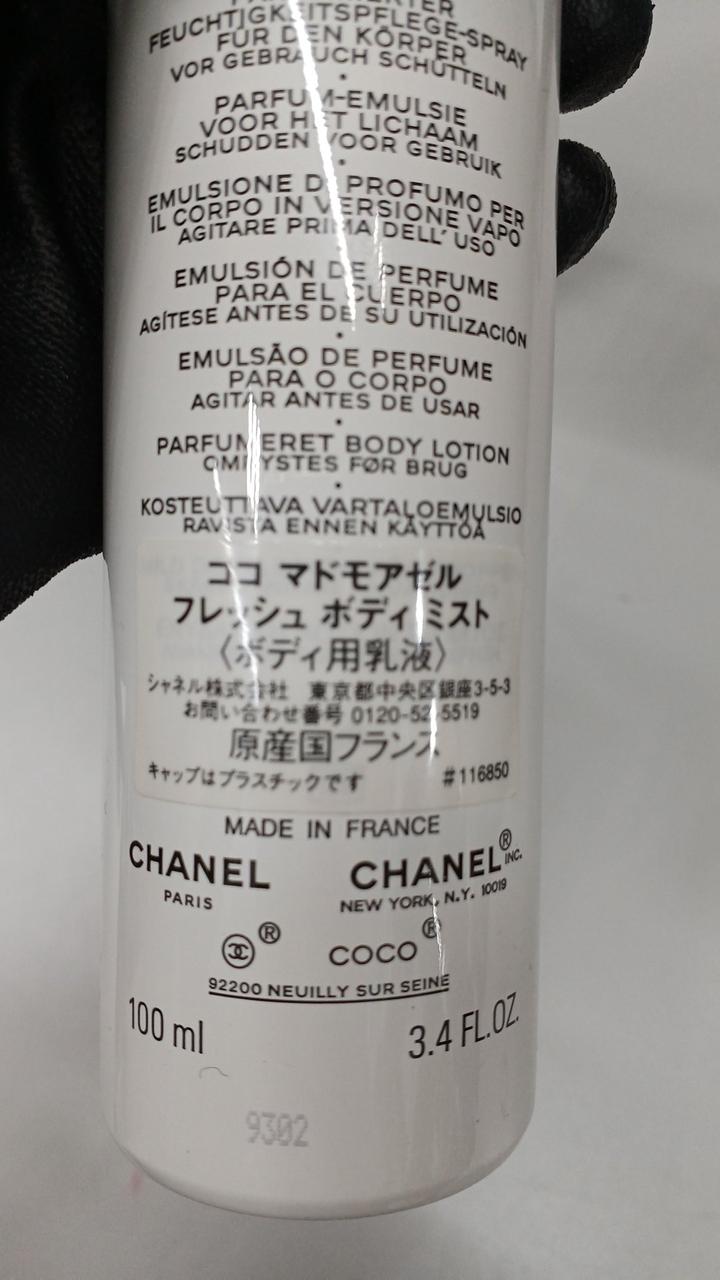 FEUCHTIGKEITSPFLEGE-SPRAY
FÜR DEN KÖRPER
VOR GEBRAUCH SCHÜTTELN
PARFUM-EMULSIE
VOOR HET LICHAAM
SCHUDDEN VOOR GEBRUIK
EMULSIONE DI PROFUMO PER
IL CORPO IN VERSIONE VAPO
AGITARE PRIMA DELL' USO
EMULSIÓN DE PERFUME
PARA EL CUERPO
AGÍTESE ANTES DE SU UTILIZACIÓN
EMULSÃO DE PERFUME
PARA O CORPO
AGITAR ANTES DE USAR
PARFUMERET BODY LOTION
OMRYSTES FØR BRUG
KOSTEUTTAVA VARTALOEMULSIO
RAVISTA ENNEN KÄYTTÖÄ
ココ マドモアゼル
フレッシュ ボディ ミスト
〈ボディ用乳液〉
シャネル株式会社 東京都中央区銀座3-5-3
お問い合わせ番号 0120-52-5519
原産国フランス
キャップはプラスチックです #116850
MADE IN FRANCE
CHANEL CHANEL® INC.
PARIS NEW YORK, N.Y. 10019
® COCO®
92200 NEUILLY SUR SEINE
100 ml 3.4 FL.OZ.
9302